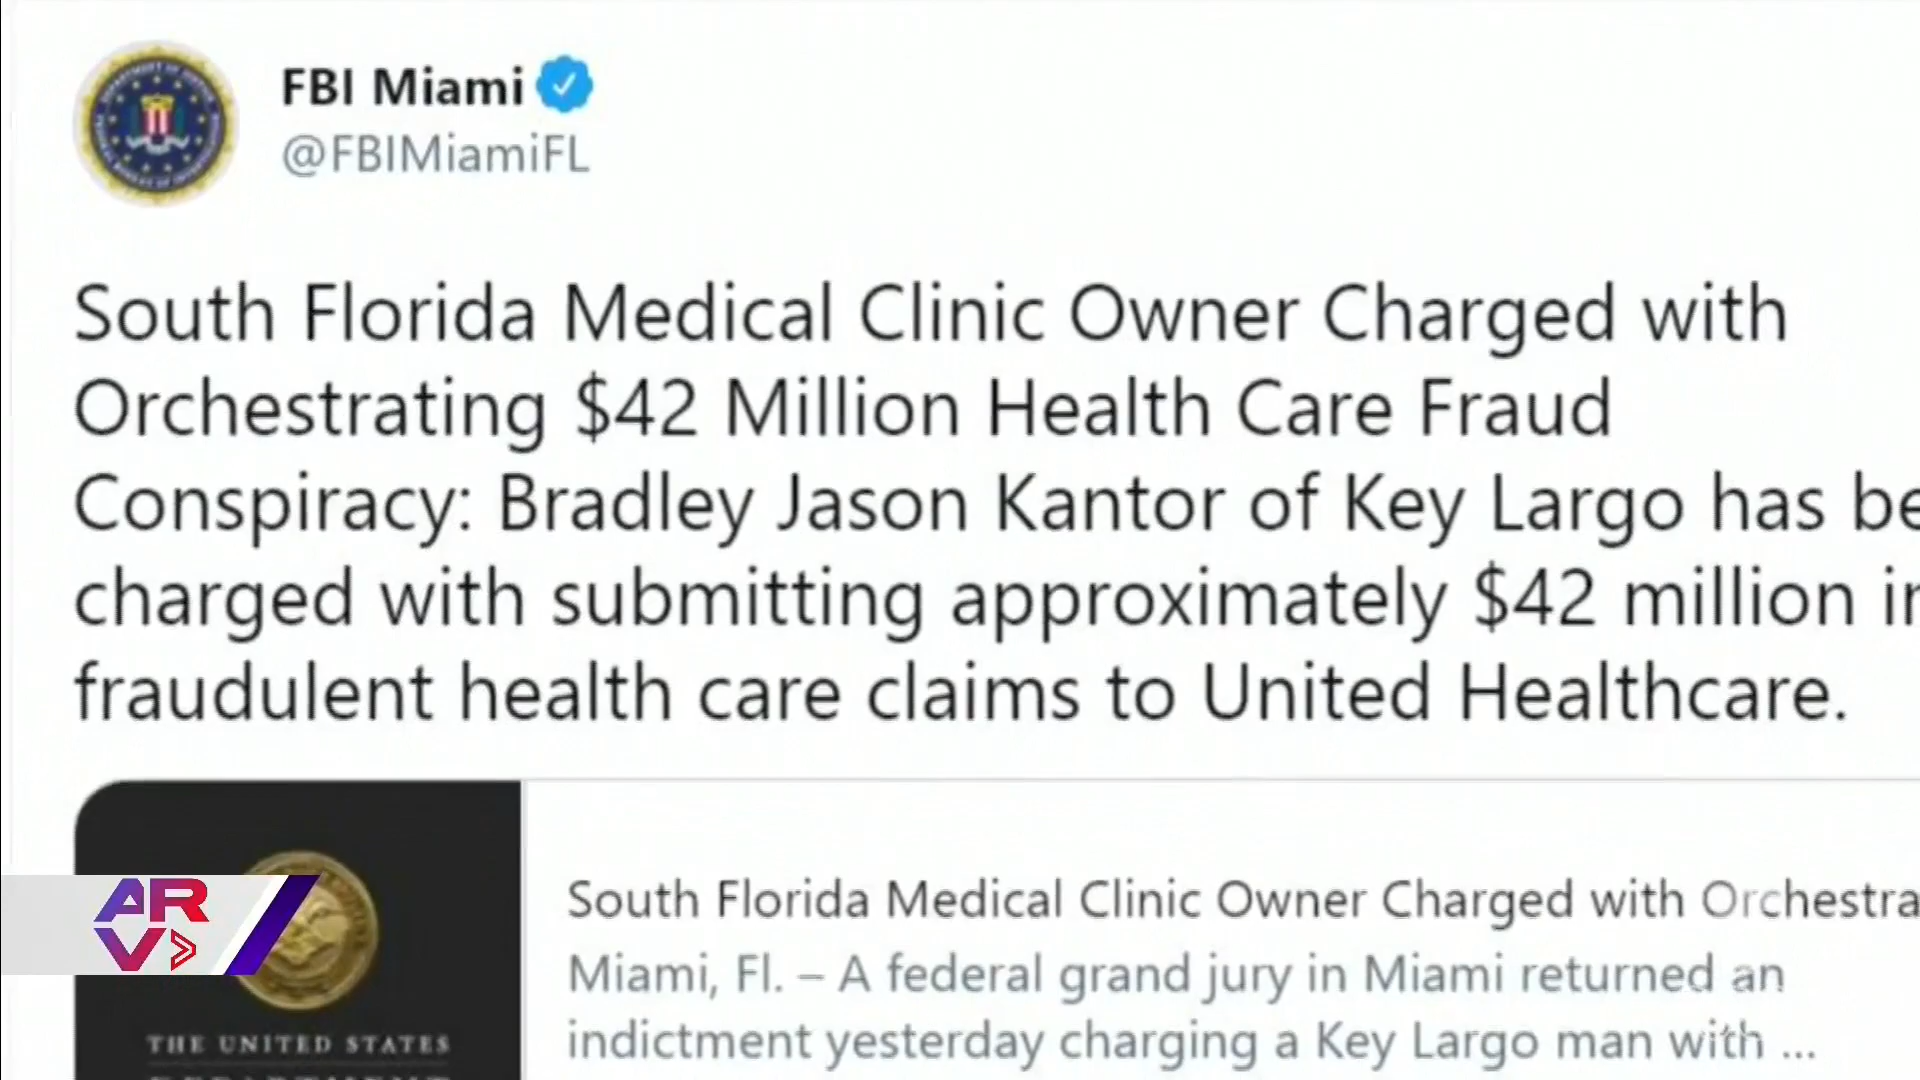 FBI Miami
@FBIMiamiFL
South Florida Medical Clinic Owner Charged with
Orchestrating $42 Million Health Care Fraud
Conspiracy: Bradley Jason Kantor of Key Largo has be
charged with submitting approximately $42 million in
fraudulent health care claims to United Healthcare.
South Florida Medical Clinic Owner Charged with Orchestra
Miami, Fl. – A federal grand jury in Miami returned an
indictment yesterday charging a Key Largo man with ...
ARV
THE UNITED STATES
DEPARTMENT